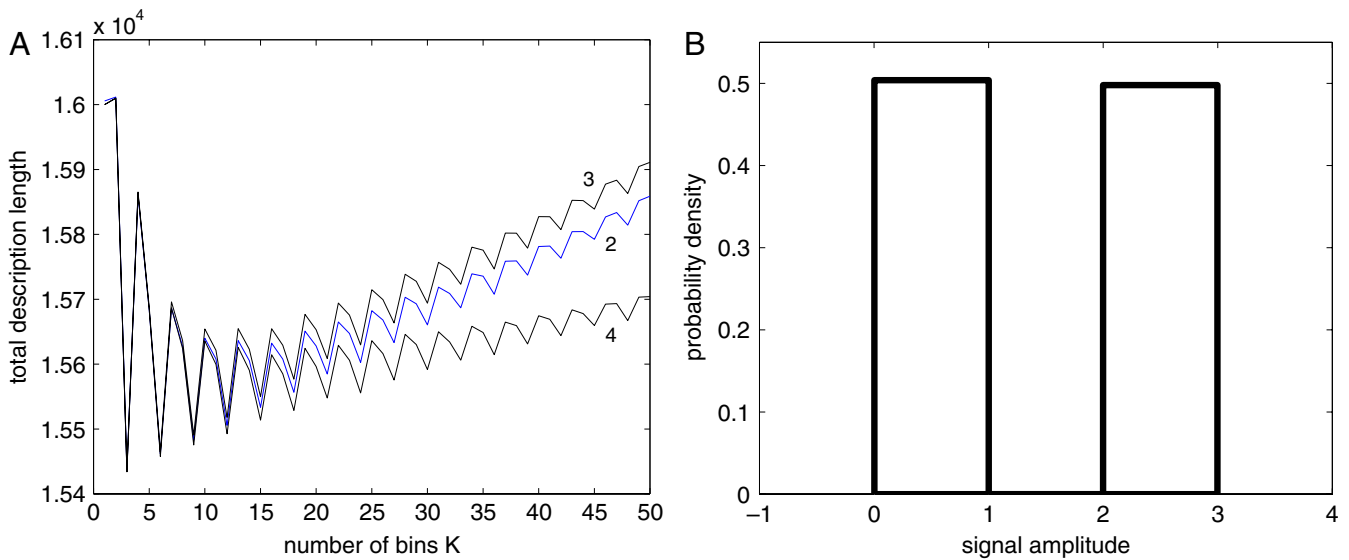 A
x 10⁴
1.61
1.6
1.59
1.58
1.57
1.56
1.55
1.54
total description length
3
2
4
0 5 10 15 20 25 30 35 40 45 50
number of bins K
B
0.5
0.4
0.3
0.2
0.1
0
probability density
–1 0 1 2 3 4
signal amplitude